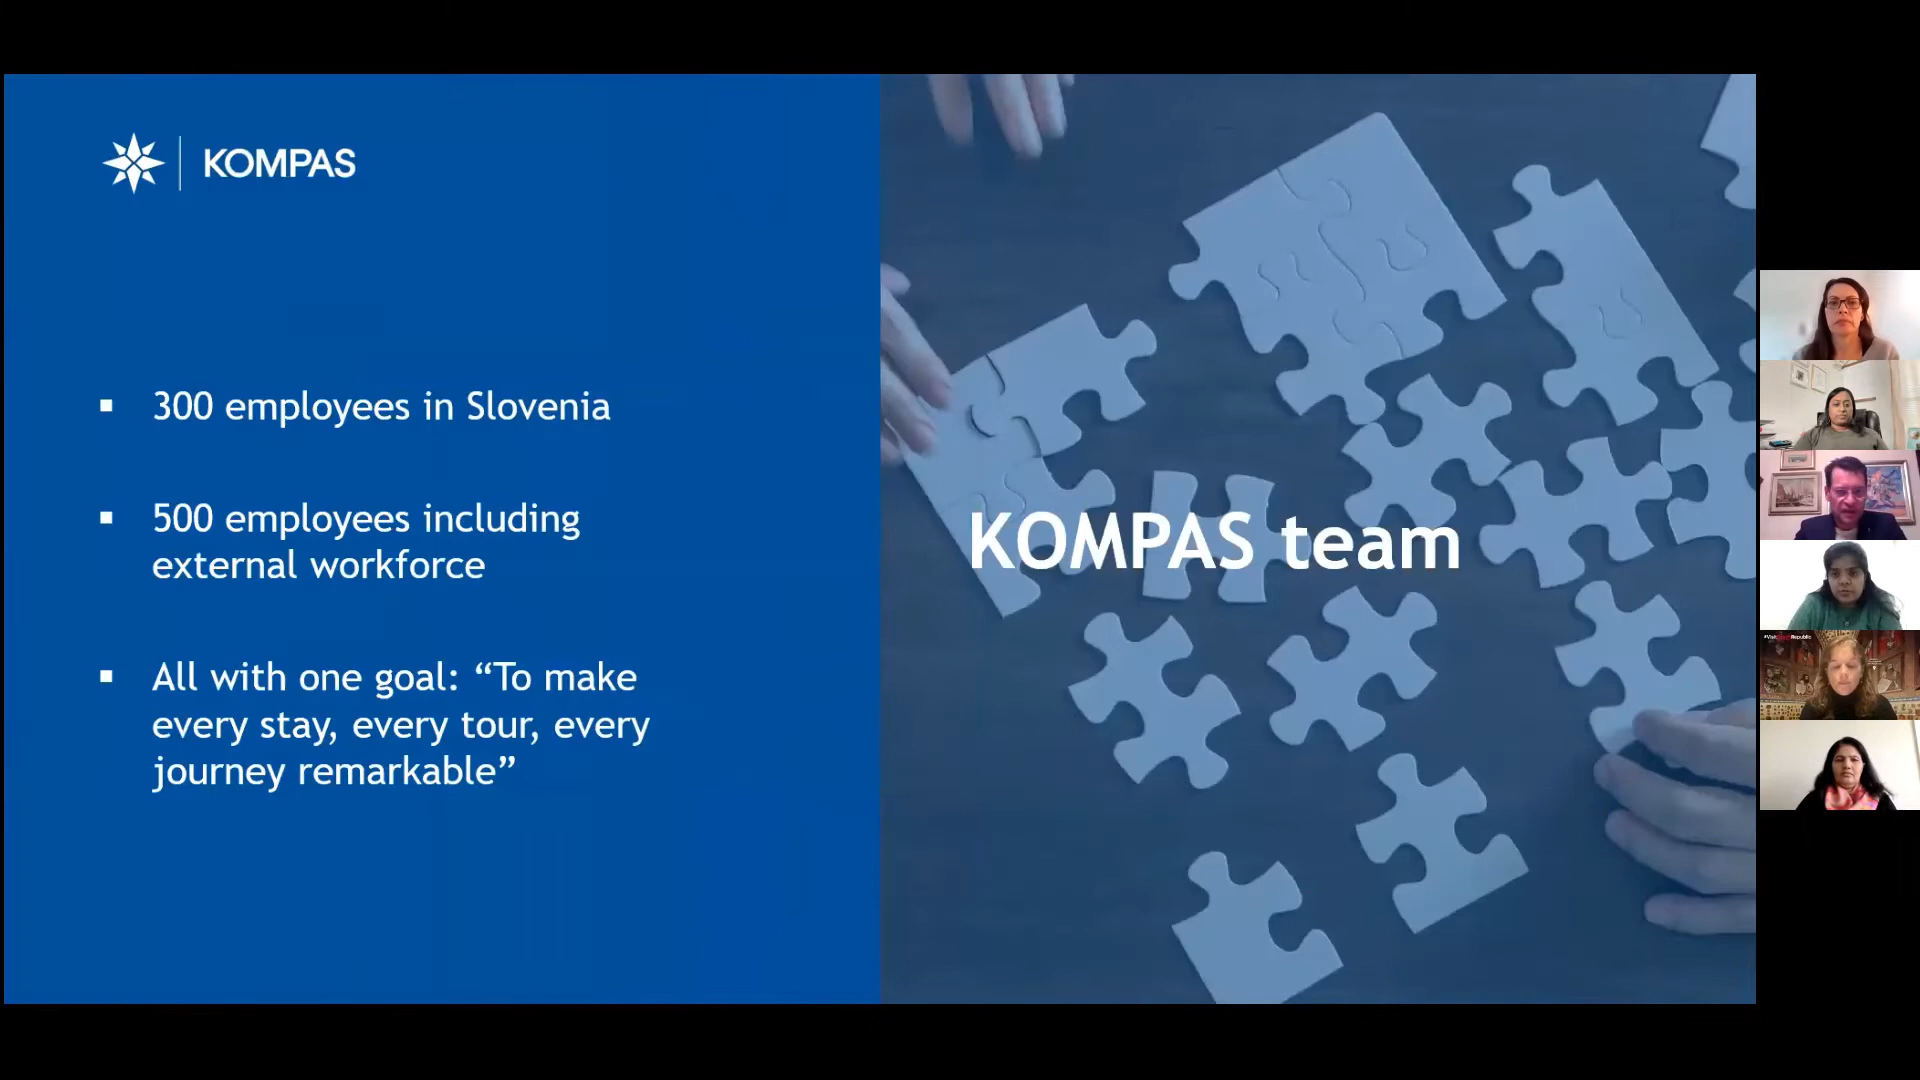 KOMPAS
▪ 300 employees in Slovenia
▪ 500 employees including
external workforce
▪ All with one goal: “To make
every stay, every tour, every
journey remarkable”
KOMPAS team